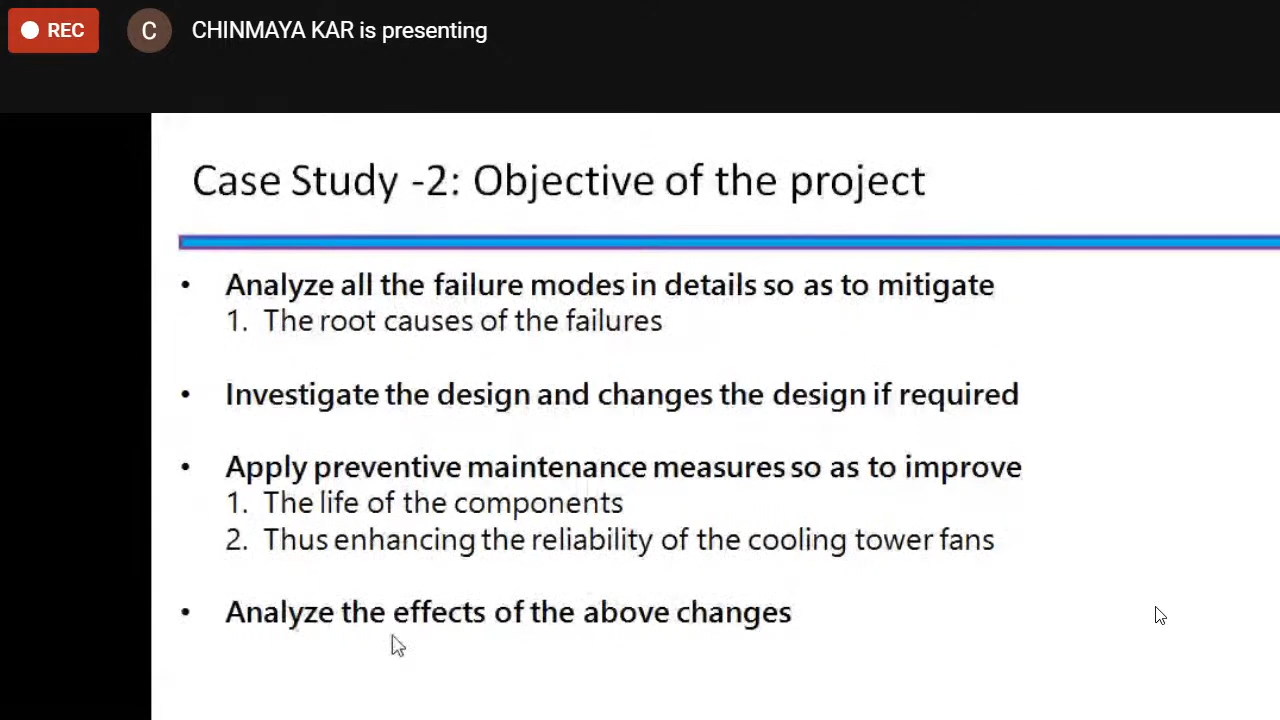 REC
C
CHINMAYA KAR is presenting
Case Study -2: Objective of the project
• Analyze all the failure modes in details so as to mitigate
1. The root causes of the failures
• Investigate the design and changes the design if required
• Apply preventive maintenance measures so as to improve
1. The life of the components
2. Thus enhancing the reliability of the cooling tower fans
• Analyze the effects of the above changes